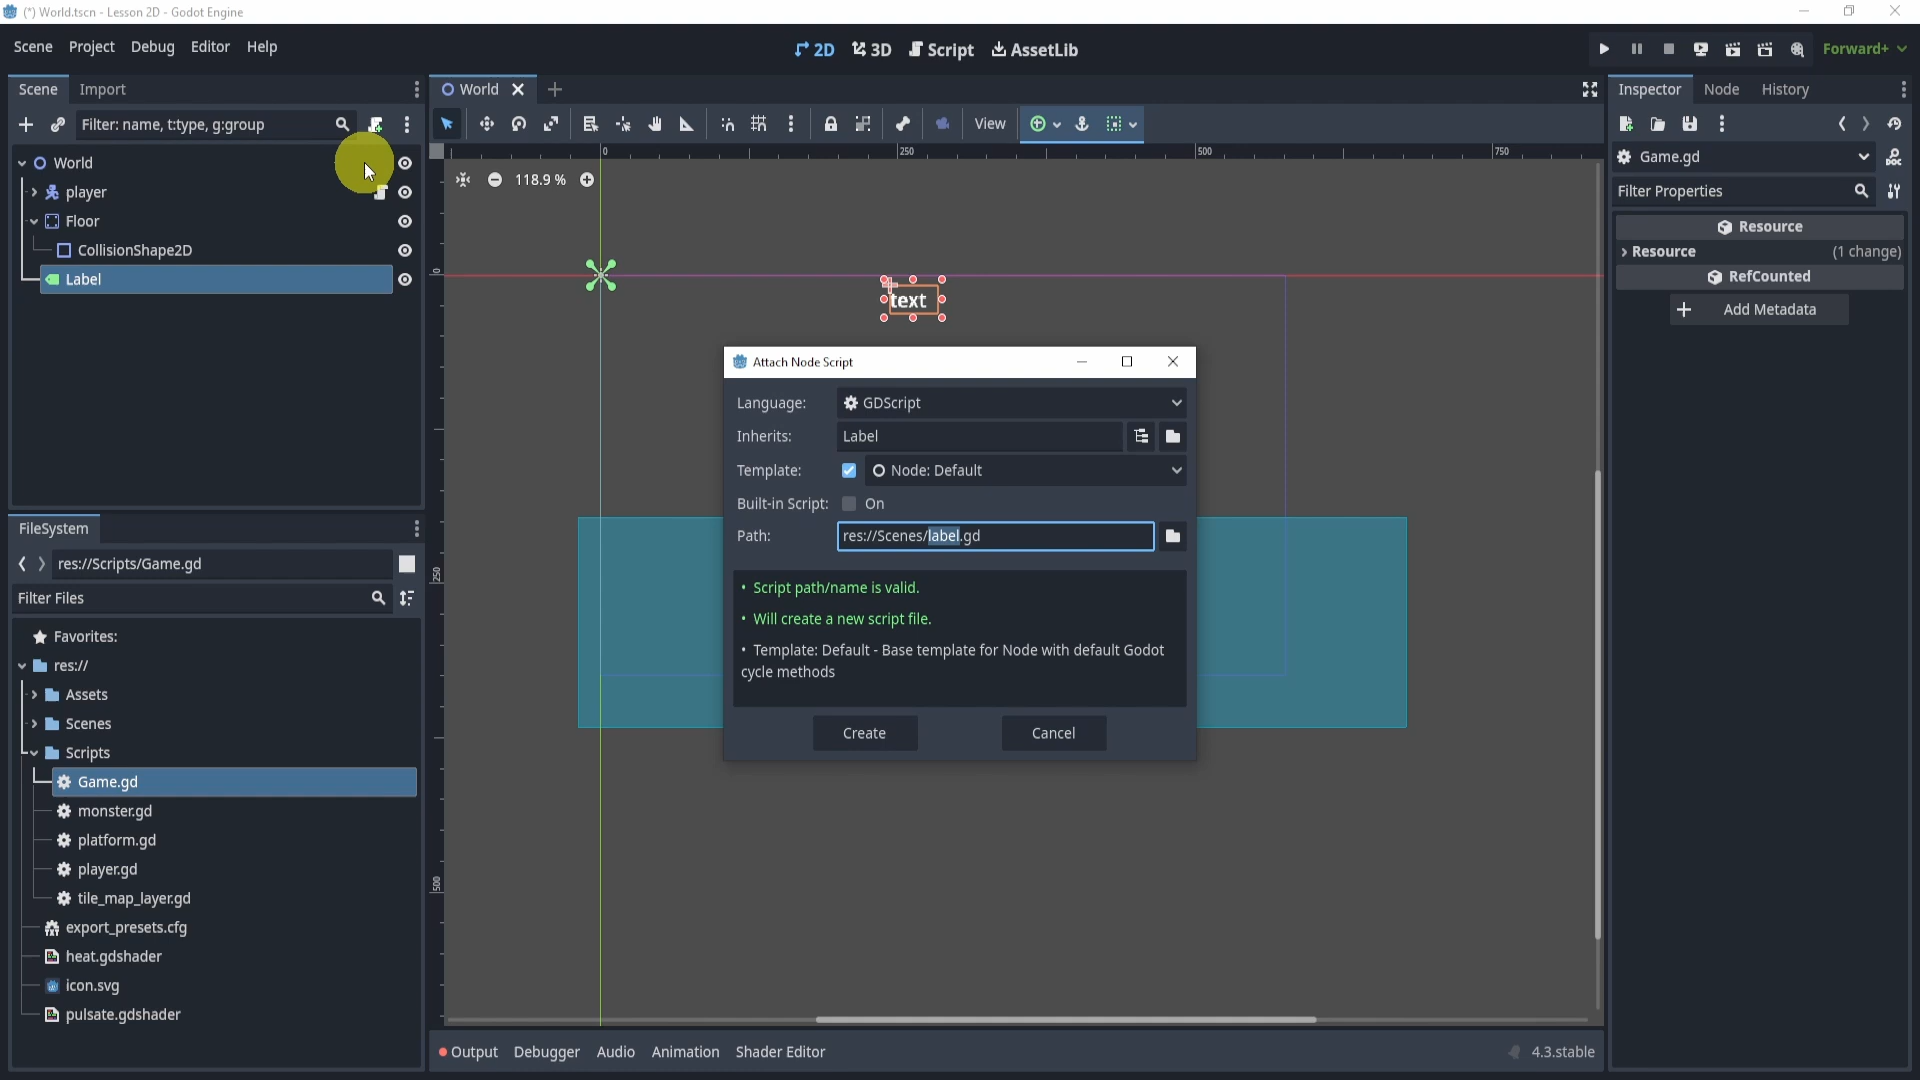 (*) World.tscn - Lesson 2D - Godot Engine
Scene Project Debug Editor Help
2D 3D Script AssetLib
Forward+
Scene Import
World
Inspector Node History
Filter: name, t:type, g:group
View
World
player
Floor
CollisionShape2D
Label
0 250 500 750
118.9 %
0
250
500
text
Game.gd
Filter Properties
Resource
Resource (1 change)
RefCounted
Add Metadata
Attach Node Script
Language: GDScript
Inherits: Label
Template: Node: Default
Built-in Script: On
Path: res://Scenes/label.gd
• Script path/name is valid.
• Will create a new script file.
• Template: Default - Base template for Node with default Godot
cycle methods
Create Cancel
FileSystem
res://Scripts/Game.gd
Filter Files
Favorites:
res://
Assets
Scenes
Scripts
Game.gd
monster.gd
platform.gd
player.gd
tile_map_layer.gd
export_presets.cfg
heat.gdshader
icon.svg
pulsate.gdshader
Output Debugger Audio Animation Shader Editor
4.3.stable